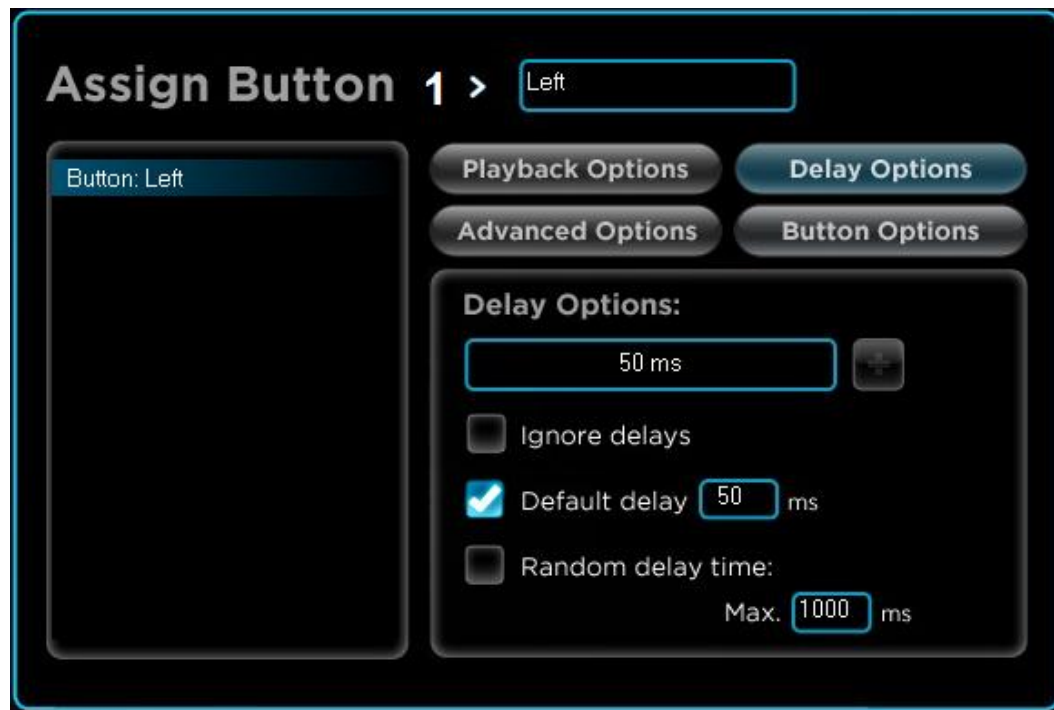 Assign Button 1 > Left
Button: Left
Playback Options
Delay Options
Advanced Options
Button Options
Delay Options:
50 ms
+
Ignore delays
Default delay 50 ms
Random delay time:
Max. 1000 ms